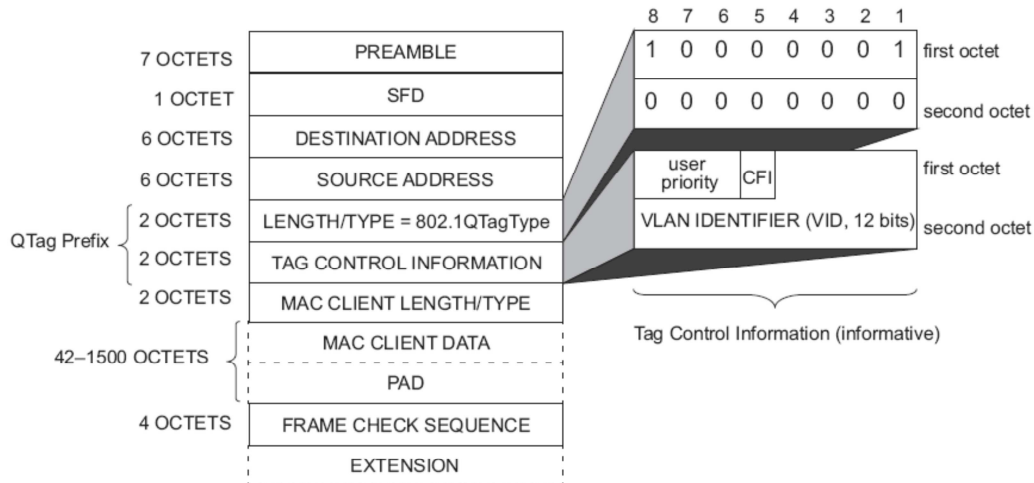 8 7 6 5 4 3 2 1
7 OCTETS PREAMBLE 1 0 0 0 0 0 0 1 first octet
1 OCTET SFD 0 0 0 0 0 0 0 0 second octet
6 OCTETS DESTINATION ADDRESS
6 OCTETS SOURCE ADDRESS user priority CFI first octet
QTag Prefix 2 OCTETS LENGTH/TYPE = 802.1QTagType VLAN IDENTIFIER (VID, 12 bits) second octet
2 OCTETS TAG CONTROL INFORMATION
2 OCTETS MAC CLIENT LENGTH/TYPE
Tag Control Information (informative)
42–1500 OCTETS MAC CLIENT DATA
PAD
4 OCTETS FRAME CHECK SEQUENCE
EXTENSION